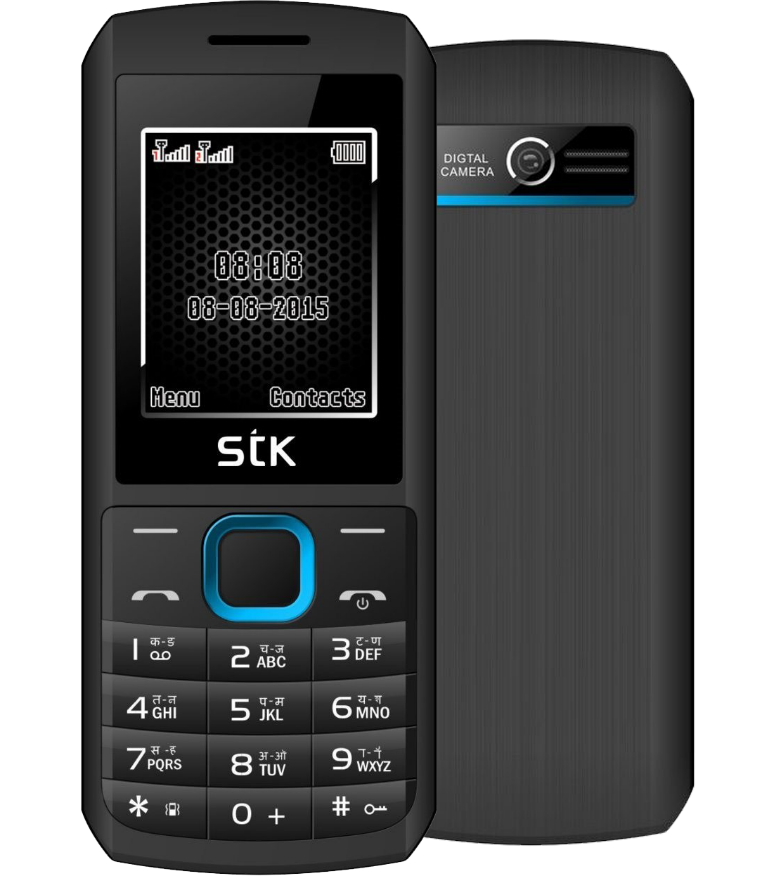 08:08
08-08-2015
Menu Contacts
STK
DIGTAL
CAMERA
1 क-ङ
2 च-ज ABC
3 ट-ण DEF
4 त-न GHI
5 प-म JKL
6 MNO
7 स-ह PQRS
8 अ-ओ TUV
9 WXYZ
* 0 + #